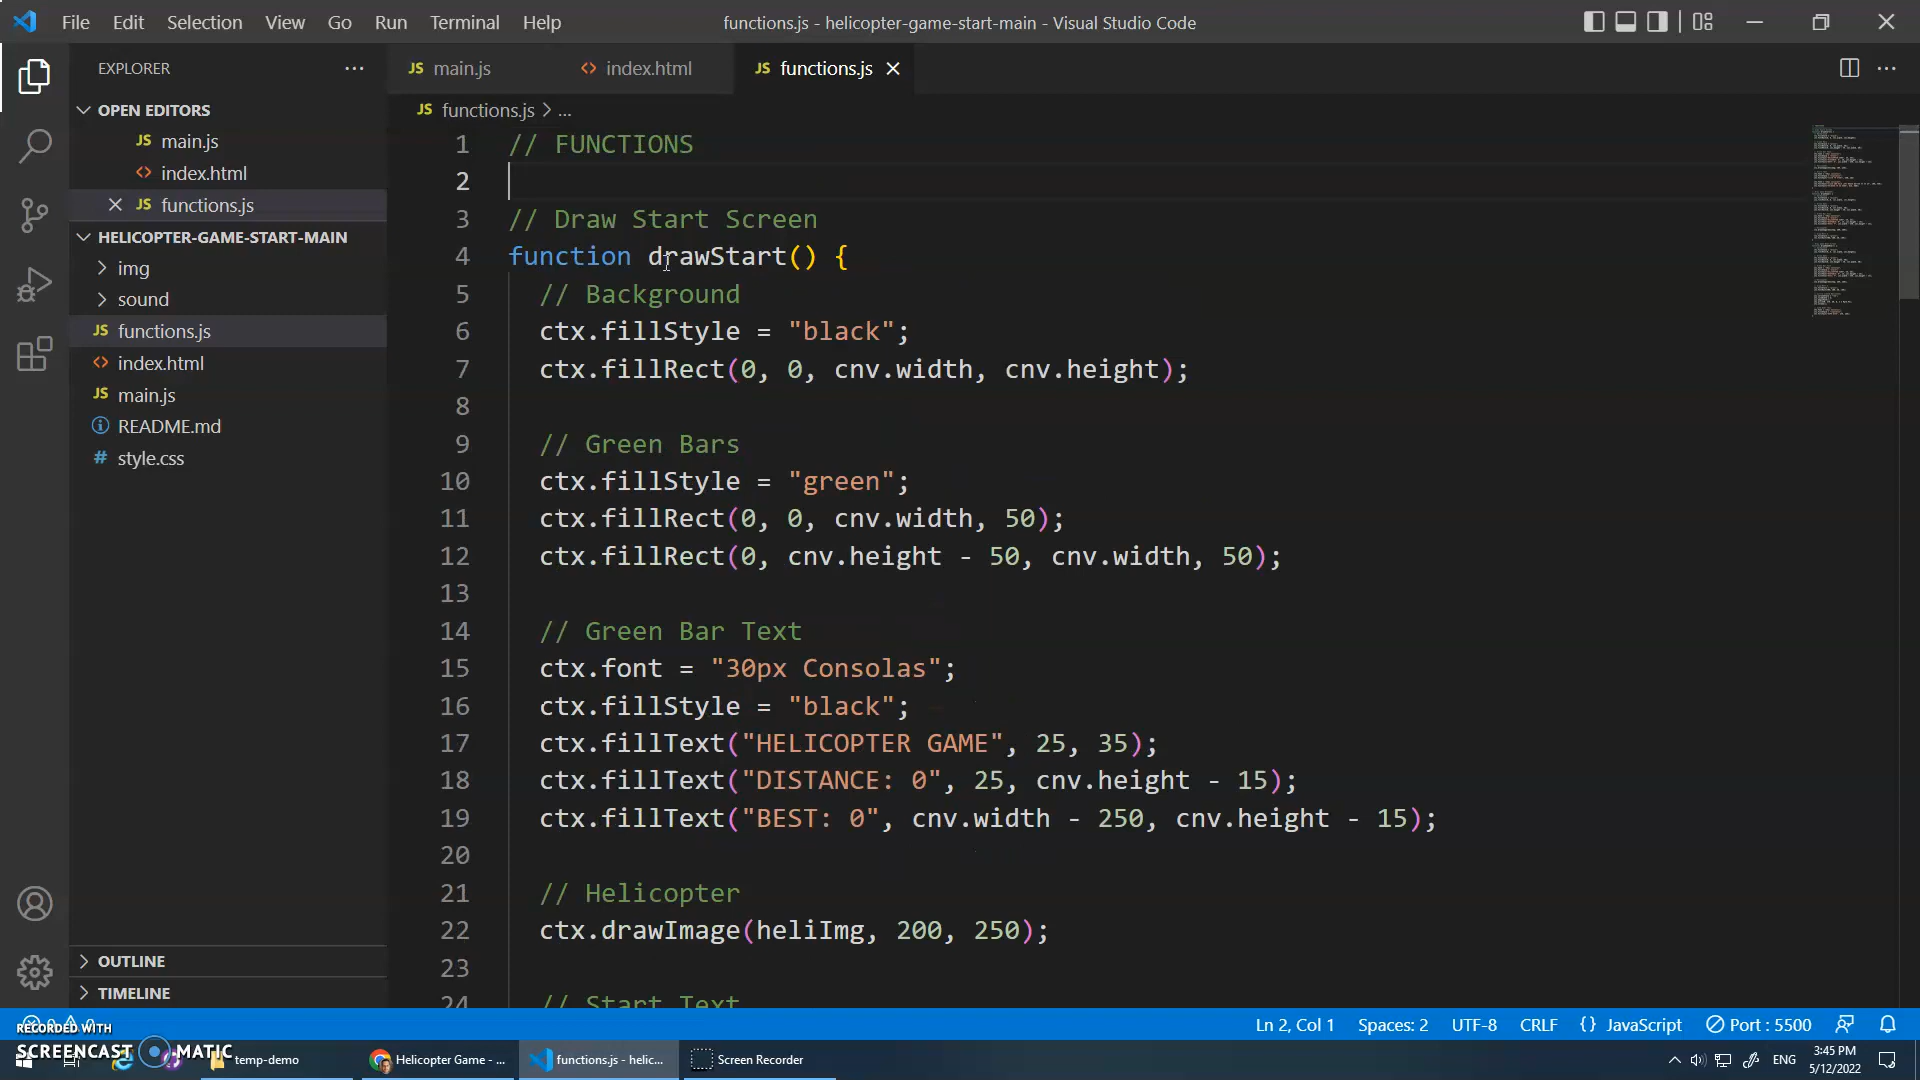 File Edit Selection View Go Run Terminal Help functions.js - helicopter-game-start-main - Visual Studio Code
EXPLORER
JS main.js <> index.html JS functions.js
OPEN EDITORS
JS functions.js > ...
JS main.js
<> index.html
JS functions.js
HELICOPTER-GAME-START-MAIN
img
sound
JS functions.js
<> index.html
JS main.js
README.md
# style.css
OUTLINE
TIMELINE
1 // FUNCTIONS
2
3 // Draw Start Screen
4 function drawStart() {
5 // Background
6 ctx.fillStyle = "black";
7 ctx.fillRect(0, 0, cnv.width, cnv.height);
8
9 // Green Bars
10 ctx.fillStyle = "green";
11 ctx.fillRect(0, 0, cnv.width, 50);
12 ctx.fillRect(0, cnv.height - 50, cnv.width, 50);
13
14 // Green Bar Text
15 ctx.font = "30px Consolas";
16 ctx.fillStyle = "black";
17 ctx.fillText("HELICOPTER GAME", 25, 35);
18 ctx.fillText("DISTANCE: 0", 25, cnv.height - 15);
19 ctx.fillText("BEST: 0", cnv.width - 250, cnv.height - 15);
20
21 // Helicopter
22 ctx.drawImage(heliImg, 200, 250);
23
24 // Start Text
Ln 2, Col 1 Spaces: 2 UTF-8 CRLF {} JavaScript Port : 5500
RECORDED WITH
SCREENCAST MATIC
temp-demo Helicopter Game - ... functions.js - helic... Screen Recorder
ENG 3:45 PM
5/12/2022